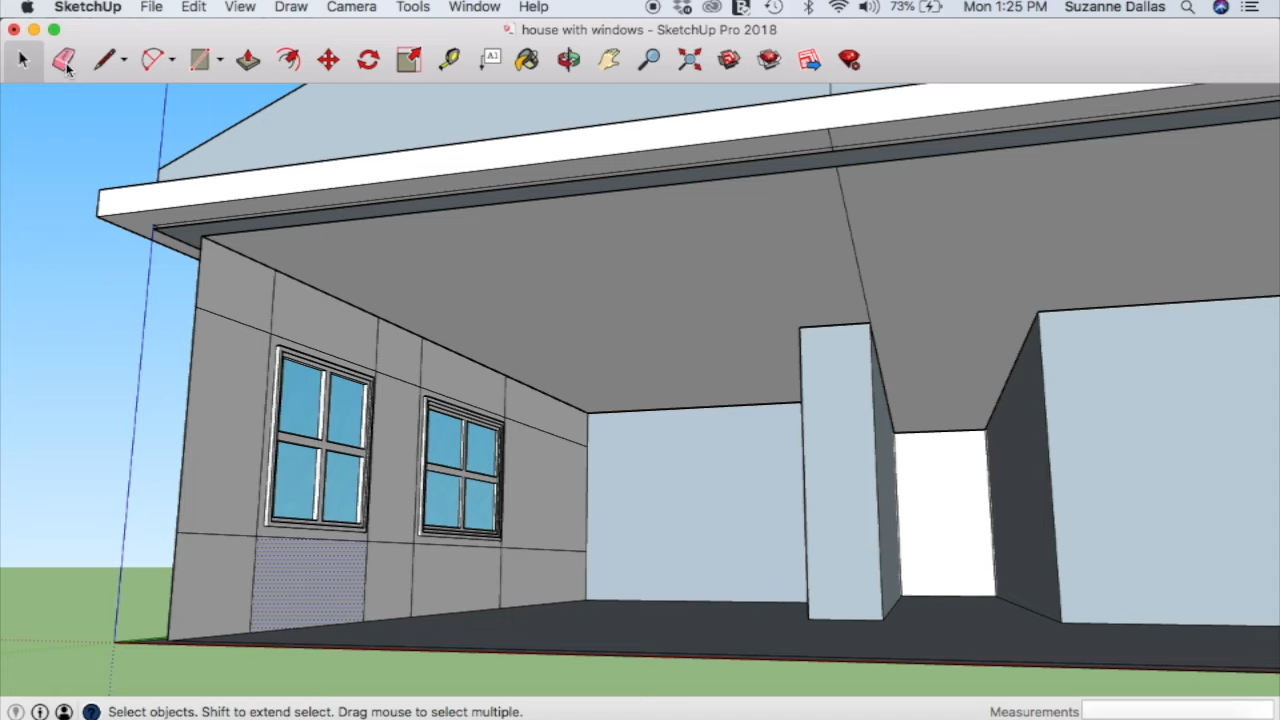 SketchUp File Edit View Draw Camera Tools Window Help 73% Mon 1:25 PM Suzanne Dallas
house with windows - SketchUp Pro 2018
A1
Select objects. Shift to extend select. Drag mouse to select multiple. Measurements